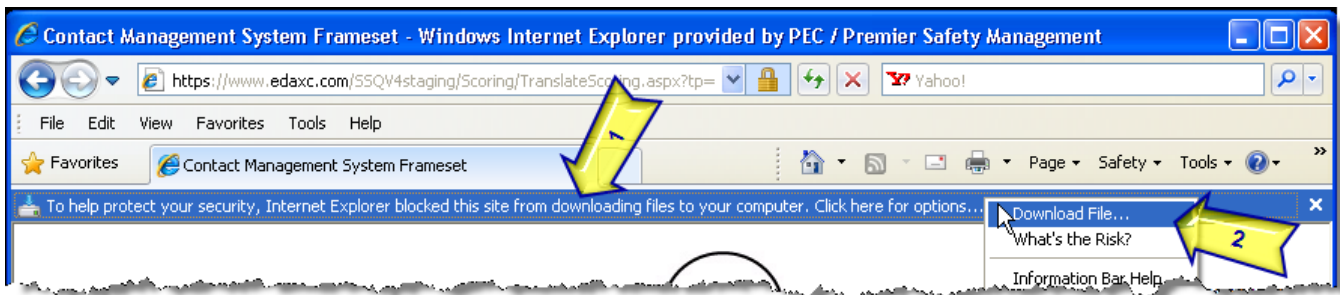 Contact Management System Frameset - Windows Internet Explorer provided by PEC / Premier Safety Management
https://www.edaxc.com/SSQV4staging/Scoring/TranslateScoring.aspx?tp=
Yahoo!
File Edit View Favorites Tools Help
1
Favorites Contact Management System Frameset Page Safety Tools
To help protect your security, Internet Explorer blocked this site from downloading files to your computer. Click here for options...
Download File...
What's the Risk?
2
Information Bar Help